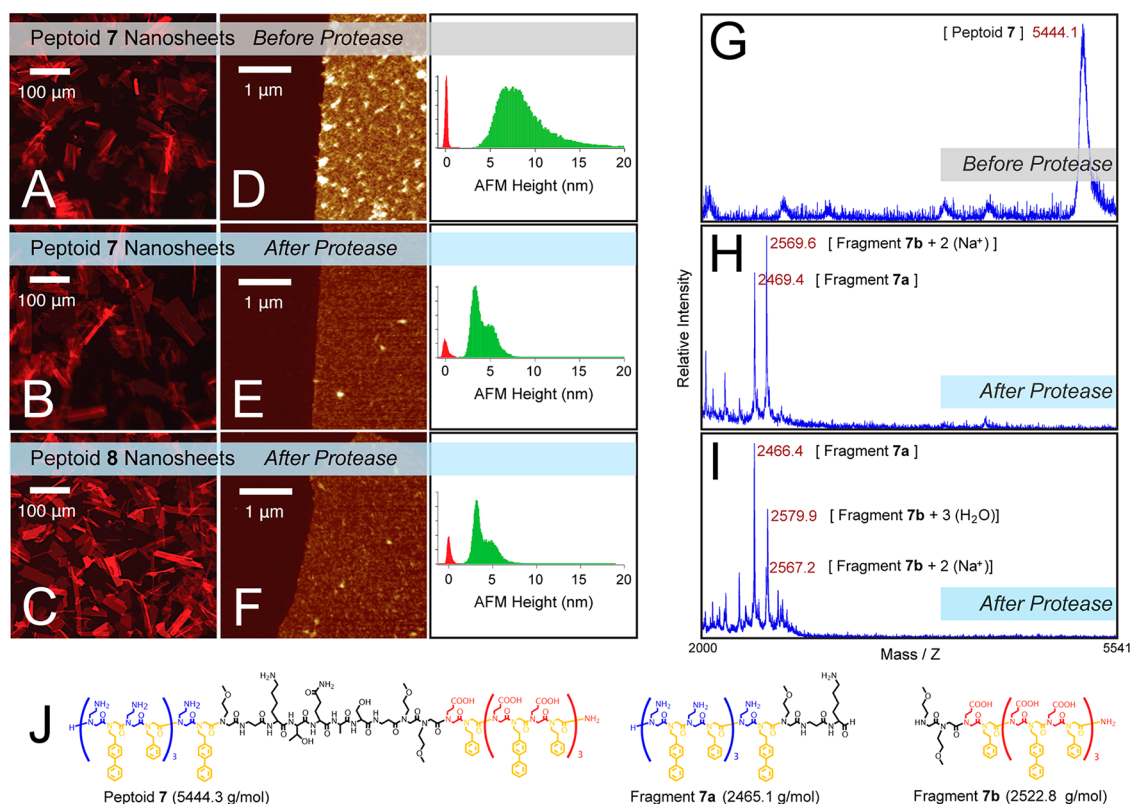 Peptoid 7 Nanosheets Before Protease
100 µm
1 µm
A
D
0 5 10 15 20
AFM Height (nm)
Peptoid 7 Nanosheets After Protease
100 µm
1 µm
B
E
0 5 10 15 20
AFM Height (nm)
Peptoid 8 Nanosheets After Protease
100 µm
1 µm
C
F
0 5 10 15 20
AFM Height (nm)
G
[ Peptoid 7 ] 5444.1
Before Protease
H
2569.6 [ Fragment 7b + 2 (Na⁺) ]
2469.4 [ Fragment 7a ]
After Protease
Relative Intensity
I
2466.4 [ Fragment 7a ]
2579.9 [ Fragment 7b + 3 (H₂O)]
2567.2 [ Fragment 7b + 2 (Na⁺)]
After Protease
2000 Mass / Z 5541
J
Peptoid 7 (5444.3 g/mol)
Fragment 7a (2465.1 g/mol)
Fragment 7b (2522.8 g/mol)